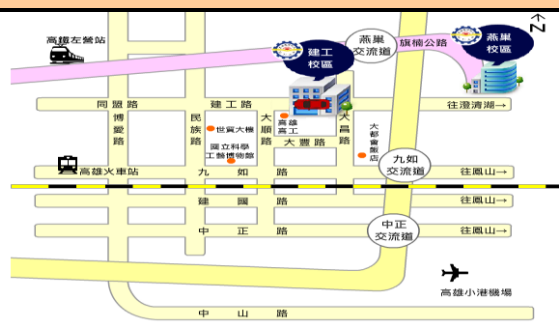 高鐵左營站
建工
校區
燕巢
交流道
旗楠公路
燕巢
校區
N
同盟路
建工路
往澄清湖→
博愛路
民族路
世貿大樓
國立科學
工藝博物館
大順路
高雄
高工
大豐路
大昌路
大都會飯店
九如
交流道
高雄火車站
九如路
往鳳山→
建國路
往鳳山→
中正路
中正
交流道
往鳳山→
高雄小港機場
中山路